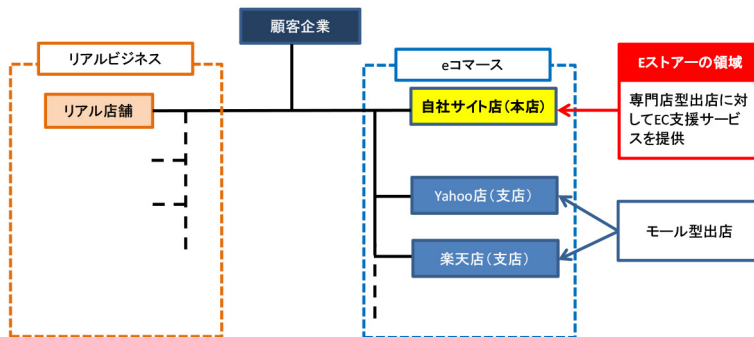 顧客企業
リアルビジネス
eコマース
Eストアーの領域
リアル店舗
自社サイト店(本店)
専門店型出店に対
してEC支援サービ
スを提供
Yahoo店(支店)
モール型出店
楽天店(支店)